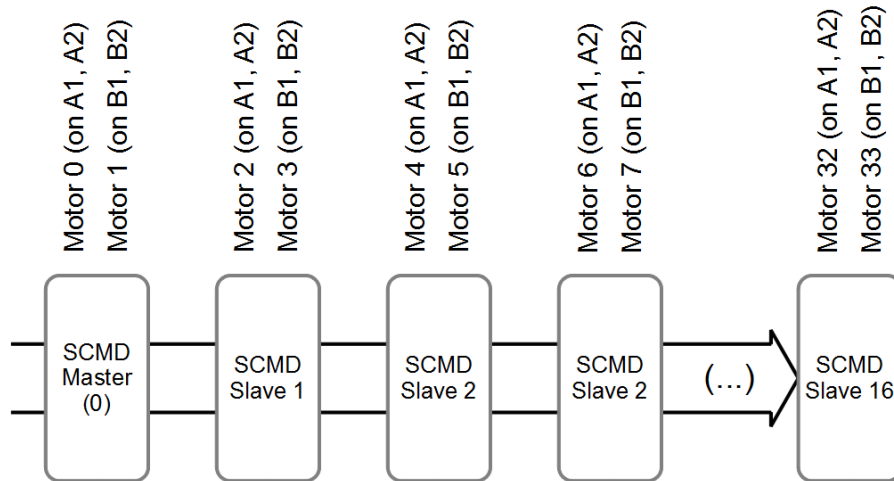 Motor 0 (on A1, A2)
Motor 1 (on B1, B2)
Motor 2 (on A1, A2)
Motor 3 (on B1, B2)
Motor 4 (on A1, A2)
Motor 5 (on B1, B2)
Motor 6 (on A1, A2)
Motor 7 (on B1, B2)
Motor 32 (on A1, A2)
Motor 33 (on B1, B2)
SCMD
Master
(0)
SCMD
Slave 1
SCMD
Slave 2
SCMD
Slave 2
(...)
SCMD
Slave 16